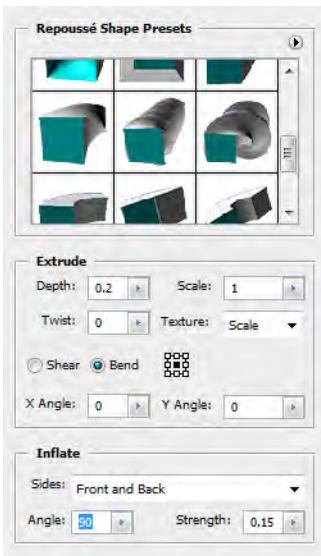 Repoussé Shape Presets
Extrude
Depth: 0.2 Scale: 1
Twist: 0 Texture: Scale
Shear Bend
X Angle: 0 Y Angle: 0
Inflate
Sides: Front and Back
Angle: 90 Strength: 0.15